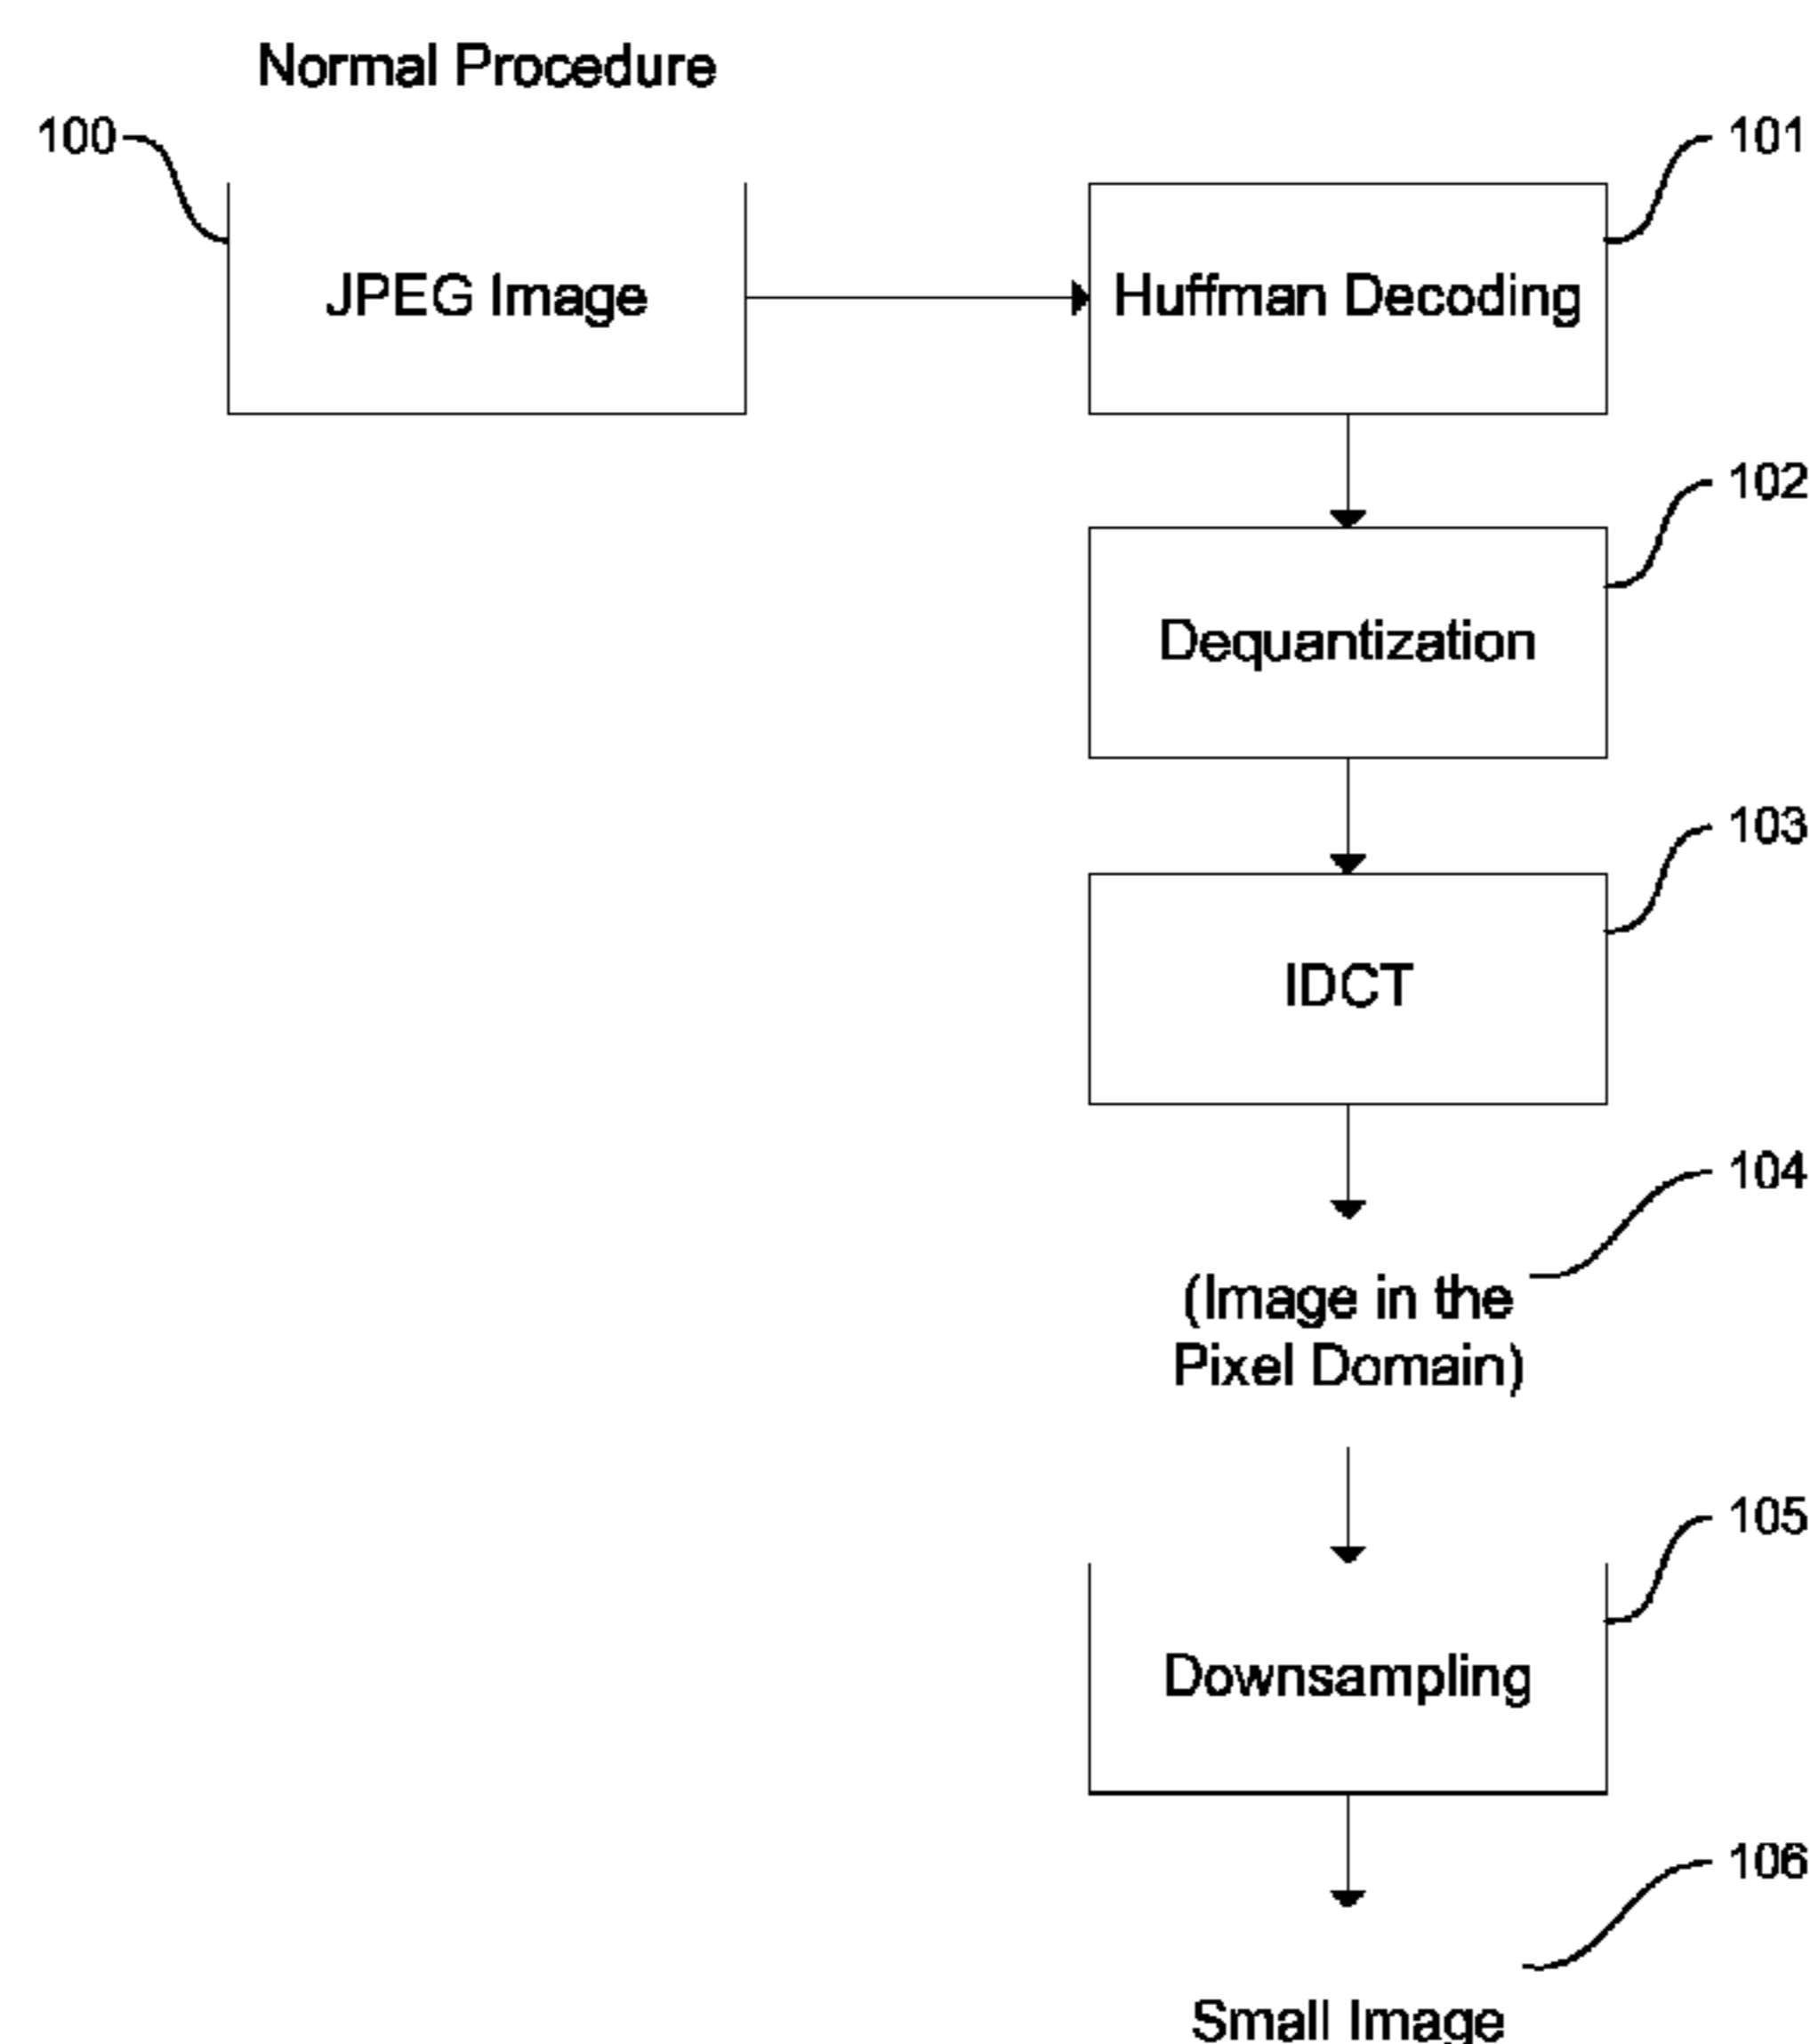 Normal Procedure
100
101
JPEG Image
Huffman Decoding
102
Dequantization
103
IDCT
104
(Image in the
Pixel Domain)
105
Downsampling
106
Small Image